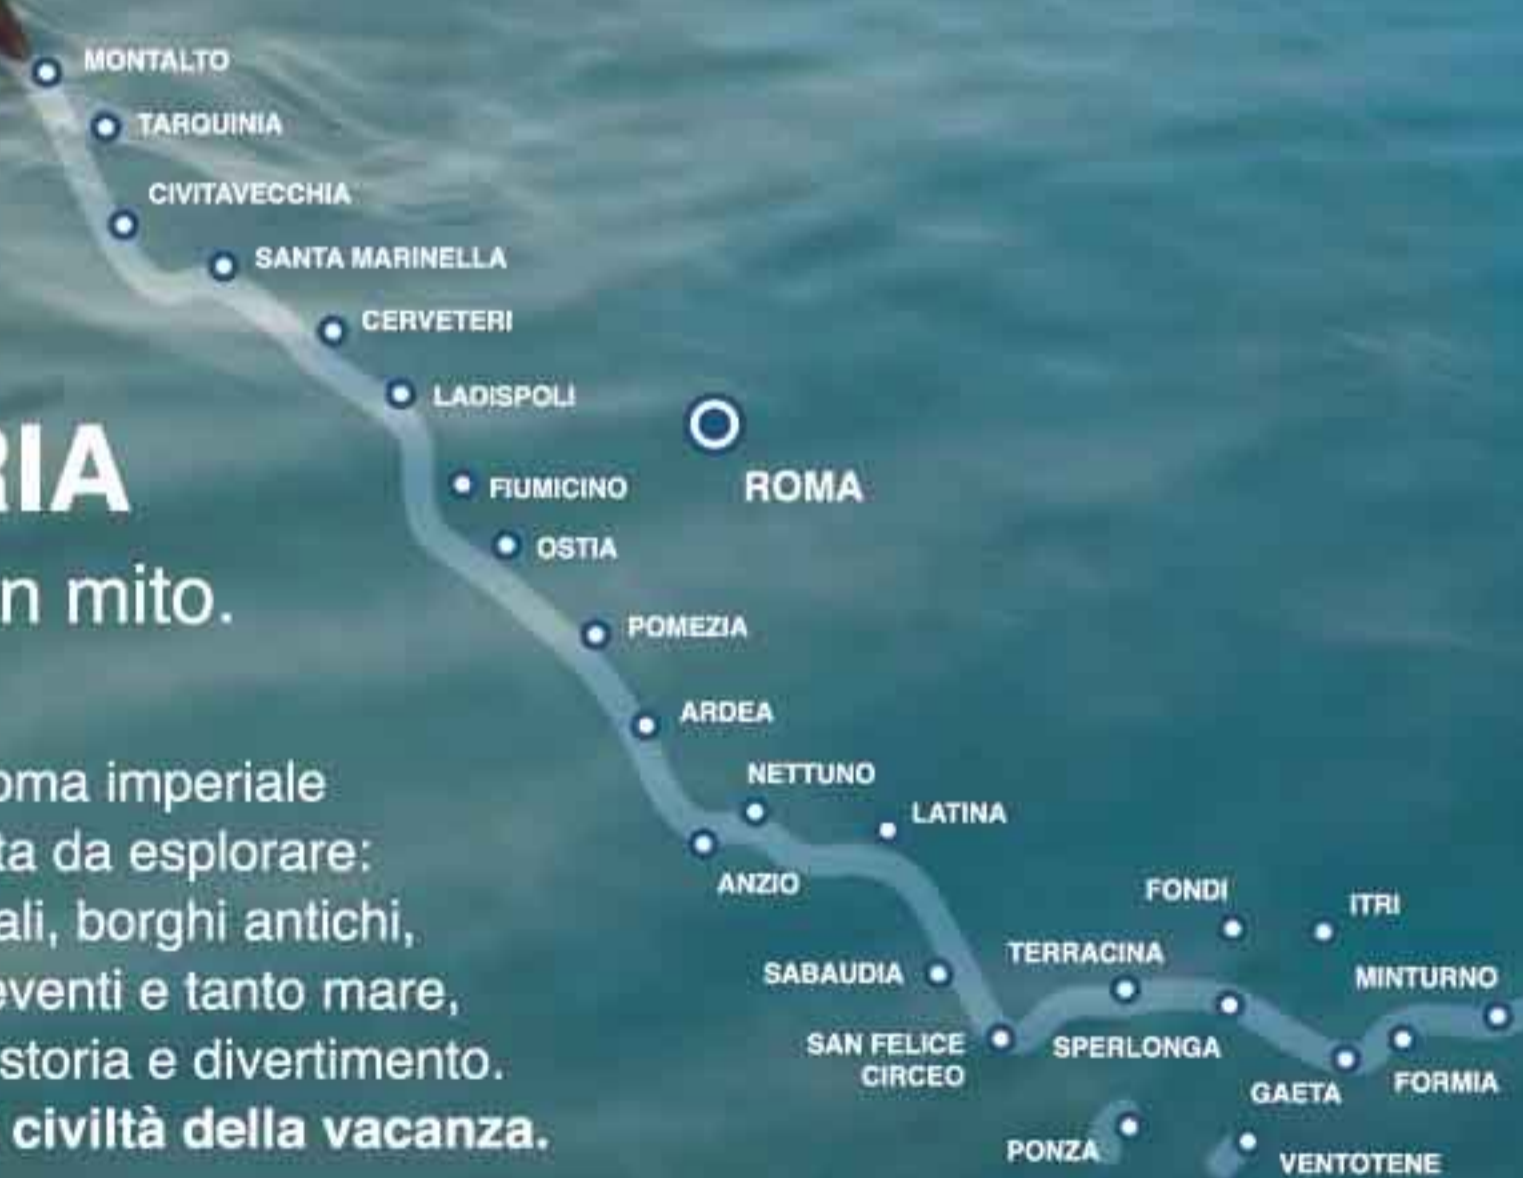 MONTALTO
TARQUINIA
CIVITAVECCHIA
SANTA MARINELLA
CERVETERI
LADISPOLI
ROMA
FIUMICINO
OSTIA
POMEZIA
ARDEA
NETTUNO
LATINA
ANZIO
FONDI
ITRI
TERRACINA
SABAUDIA
MINTURNO
SAN FELICE
CIRCEO
SPERLONGA
GAETA
FORMIA
PONZA
VENTOTENE
RIA
n mito.
oma imperiale
ta da esplorare:
ali, borghi antichi,
eventi e tanto mare,
storia e divertimento.
civiltà della vacanza.